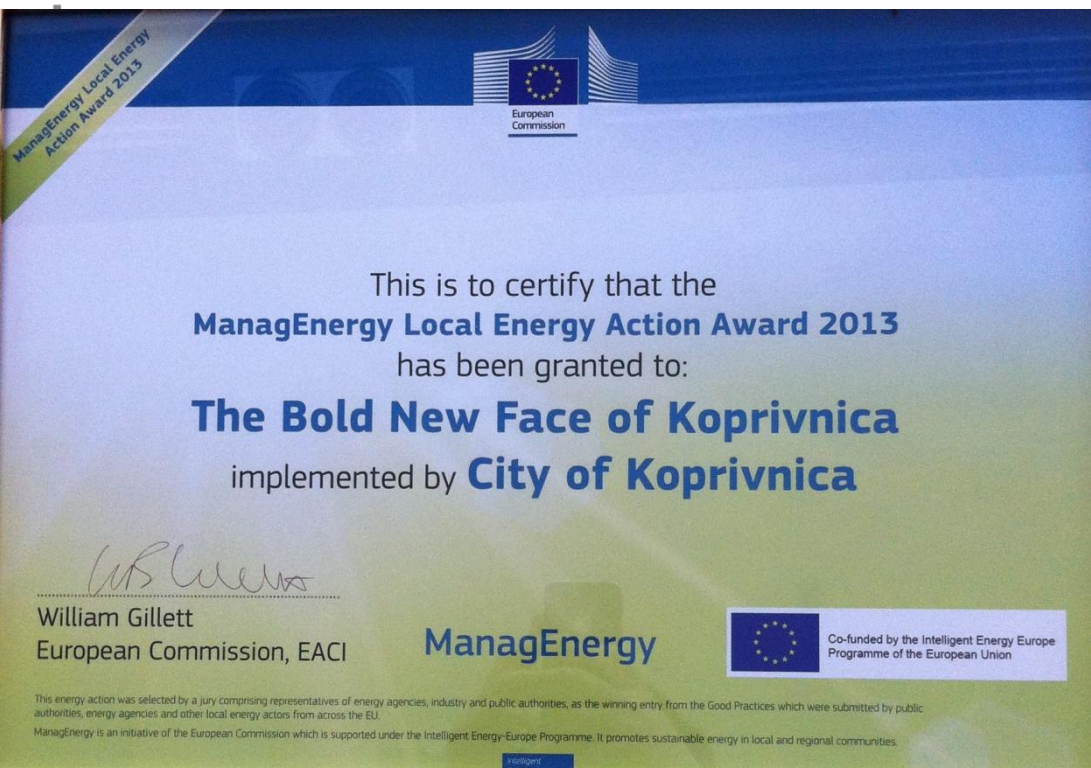 ManagEnergy Local Energy
Action Award 2013
European
Commission
This is to certify that the
ManagEnergy Local Energy Action Award 2013
has been granted to:
The Bold New Face of Koprivnica
implemented by City of Koprivnica
William Gillett
European Commission, EACI
ManagEnergy
Co-funded by the Intelligent Energy Europe
Programme of the European Union
This energy action was selected by a jury comprising representatives of energy agencies, industry and public authorities, as the winning entry from the Good Practices which were submitted by public
authorities, energy agencies and other local energy actors from across the EU.
ManagEnergy is an initiative of the European Commission which is supported under the Intelligent Energy-Europe Programme. It promotes sustainable energy in local and regional communities.
Intelligent